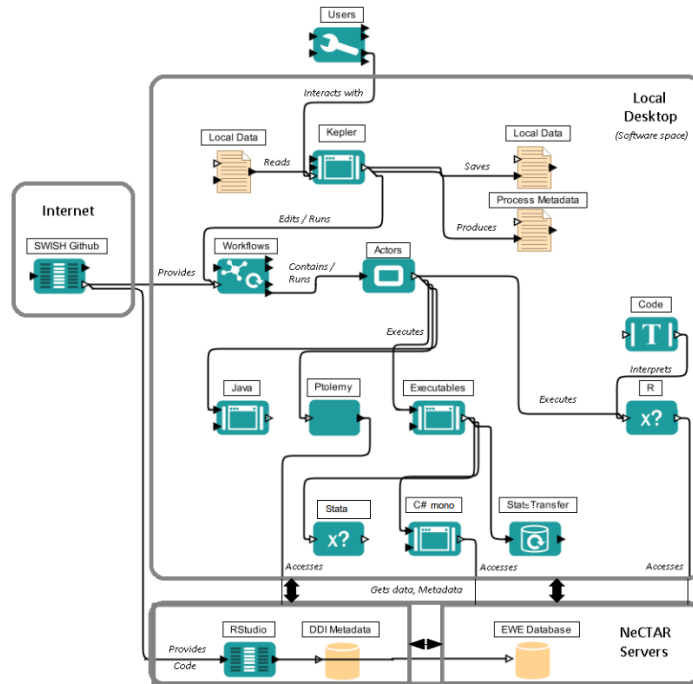 Users
Interacts with
Local
Desktop
(Software space)
Local Data
Kepler
Local Data
Reads
Saves
Process Metadata
Internet
Edits / Runs
Produces
SWISH Github
Workflows
Actors
Provides
Contains /
Runs
Code
T
Executes
Interprets
Java
Ptolemy
Executables
Executes
R
x?
Stata
C# mono
Stat Transfer
x?
Accesses
Accesses
Accesses
Gets data, Metadata
Provides
RStudio
DDI Metadata
EWE Database
NeCTAR
Servers
Code